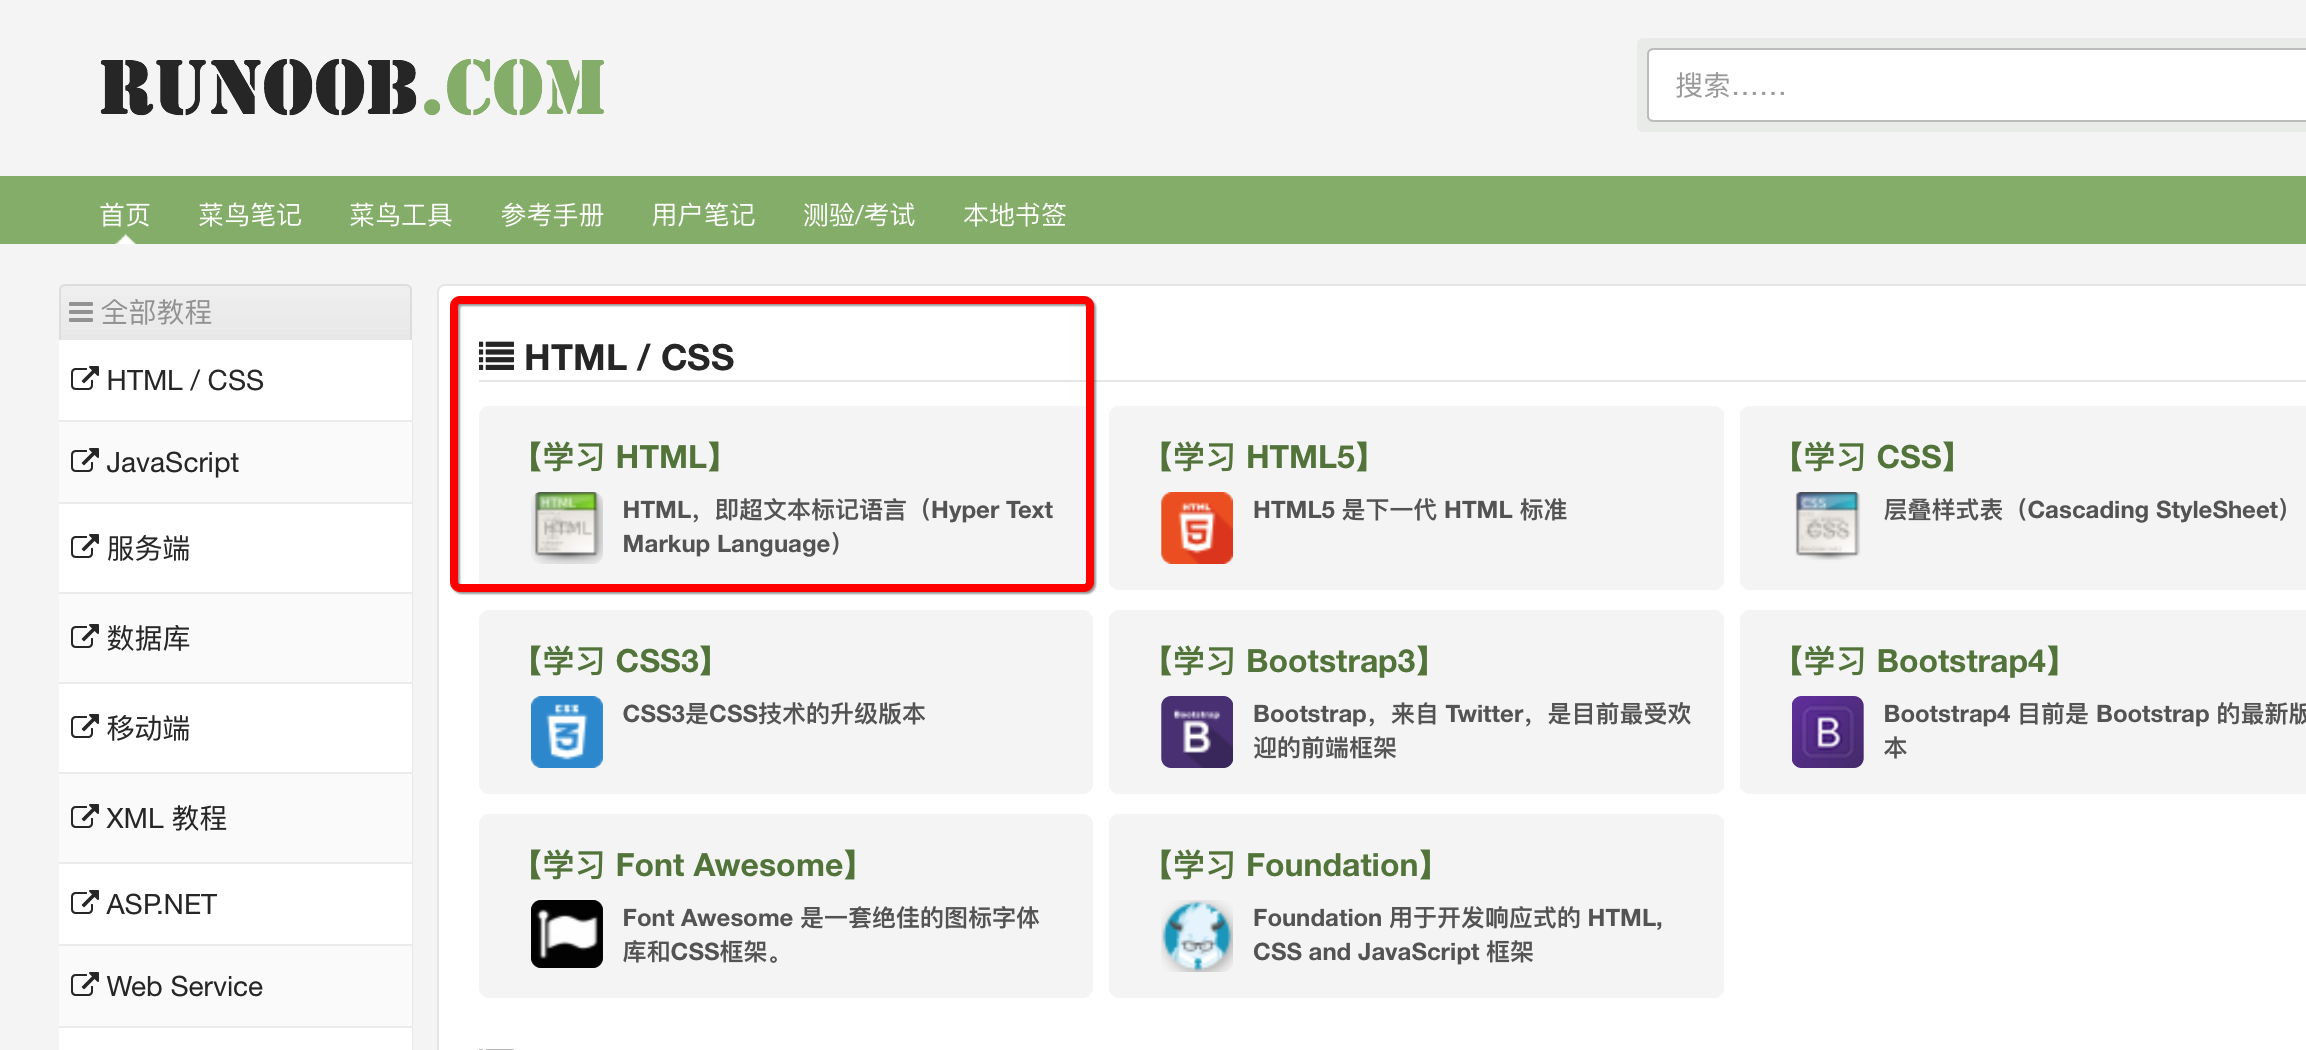 RUNOOB.COM
搜索......
首页 菜鸟笔记 菜鸟工具 参考手册 用户笔记 测验/考试 本地书签
全部教程
HTML / CSS
JavaScript
服务端
数据库
移动端
XML 教程
ASP.NET
Web Service
HTML / CSS
【学习 HTML】
HTML
HTML
HTML，即超文本标记语言（Hyper Text
Markup Language）
【学习 HTML5】
HTML
5
HTML5 是下一代 HTML 标准
【学习 CSS】
CSS
CSS
层叠样式表（Cascading StyleSheet）
【学习 CSS3】
CSS
3
CSS3是CSS技术的升级版本
【学习 Bootstrap3】
Bootstrap
B
Bootstrap，来自 Twitter，是目前最受欢
迎的前端框架
【学习 Bootstrap4】
B
Bootstrap4 目前是 Bootstrap 的最新版
本
【学习 Font Awesome】
Font Awesome 是一套绝佳的图标字体
库和CSS框架。
【学习 Foundation】
Foundation 用于开发响应式的 HTML,
CSS and JavaScript 框架